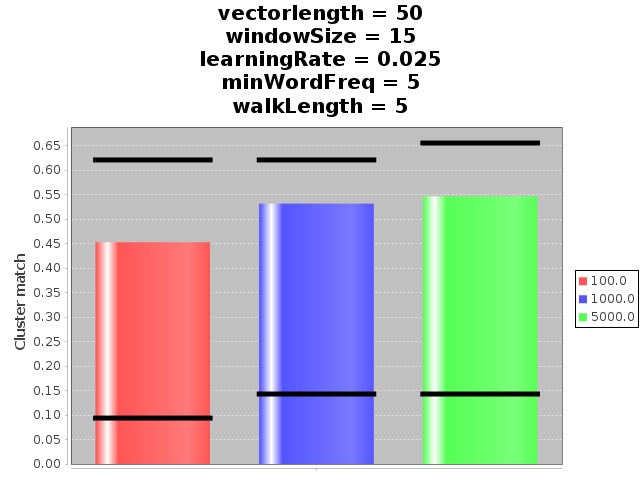 vectorlength = 50
windowSize = 15
learningRate = 0.025
minWordFreq = 5
walkLength = 5
0.65
0.60
0.55
0.50
0.45
0.40
0.35
0.30
0.25
0.20
0.15
0.10
0.05
0.00
Cluster match
100.0
1000.0
5000.0